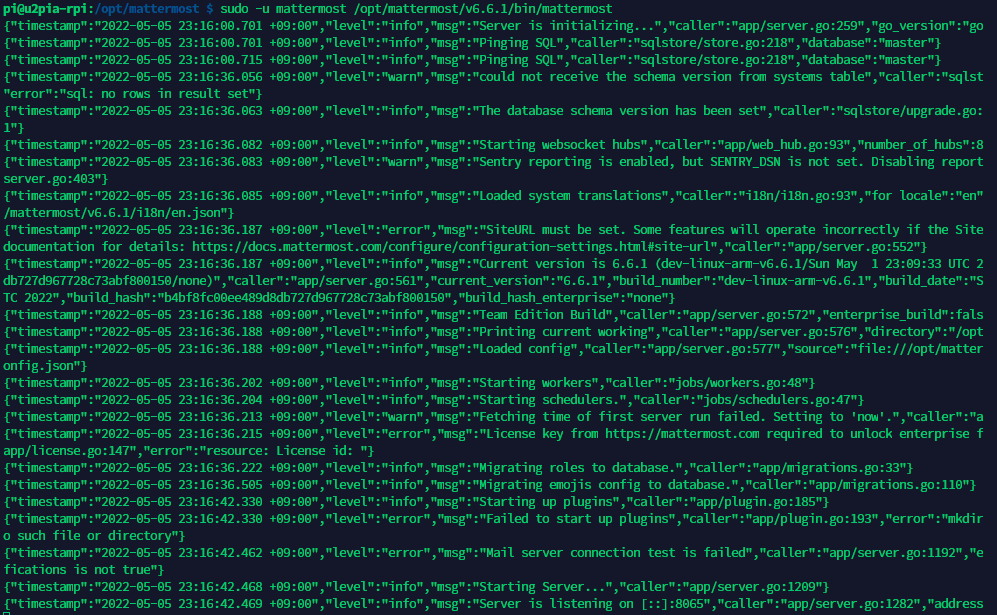 pi@u2pia-rpi:/opt/mattermost $ sudo -u mattermost /opt/mattermost/v6.6.1/bin/mattermost
{"timestamp":"2022-05-05 23:16:00.701 +09:00","level":"info","msg":"Server is initializing...","caller":"app/server.go:259","go_version":"go
{"timestamp":"2022-05-05 23:16:00.701 +09:00","level":"info","msg":"Pinging SQL","caller":"sqlstore/store.go:218","database":"master"}
{"timestamp":"2022-05-05 23:16:00.715 +09:00","level":"info","msg":"Pinging SQL","caller":"sqlstore/store.go:218","database":"master"}
{"timestamp":"2022-05-05 23:16:36.056 +09:00","level":"warn","msg":"could not receive the schema version from systems table","caller":"sqlst
"error":"sql: no rows in result set"}
{"timestamp":"2022-05-05 23:16:36.063 +09:00","level":"info","msg":"The database schema version has been set","caller":"sqlstore/upgrade.go:
1"}
{"timestamp":"2022-05-05 23:16:36.082 +09:00","level":"info","msg":"Starting websocket hubs","caller":"app/web_hub.go:93","number_of_hubs":8
{"timestamp":"2022-05-05 23:16:36.083 +09:00","level":"warn","msg":"Sentry reporting is enabled, but SENTRY_DSN is not set. Disabling report
server.go:403"}
{"timestamp":"2022-05-05 23:16:36.085 +09:00","level":"info","msg":"Loaded system translations","caller":"i18n/i18n.go:93","for locale":"en"
/mattermost/v6.6.1/i18n/en.json"}
{"timestamp":"2022-05-05 23:16:36.187 +09:00","level":"error","msg":"SiteURL must be set. Some features will operate incorrectly if the Site
documentation for details: https://docs.mattermost.com/configure/configuration-settings.html#site-url","caller":"app/server.go:552"}
{"timestamp":"2022-05-05 23:16:36.187 +09:00","level":"info","msg":"Current version is 6.6.1 (dev-linux-arm-v6.6.1/Sun May  1 23:09:33 UTC 2
db727d967728c73abf800150/none)","caller":"app/server.go:561","current_version":"6.6.1","build_number":"dev-linux-arm-v6.6.1","build_date":"S
TC 2022","build_hash":"b4bf8fc00ee489d8db727d967728c73abf800150","build_hash_enterprise":"none"}
{"timestamp":"2022-05-05 23:16:36.188 +09:00","level":"info","msg":"Team Edition Build","caller":"app/server.go:572","enterprise_build":fals
{"timestamp":"2022-05-05 23:16:36.188 +09:00","level":"info","msg":"Printing current working","caller":"app/server.go:576","directory":"/opt
{"timestamp":"2022-05-05 23:16:36.188 +09:00","level":"info","msg":"Loaded config","caller":"app/server.go:577","source":"file:///opt/matter
onfig.json"}
{"timestamp":"2022-05-05 23:16:36.202 +09:00","level":"info","msg":"Starting workers","caller":"jobs/workers.go:48"}
{"timestamp":"2022-05-05 23:16:36.204 +09:00","level":"info","msg":"Starting schedulers.","caller":"jobs/schedulers.go:47"}
{"timestamp":"2022-05-05 23:16:36.213 +09:00","level":"warn","msg":"Fetching time of first server run failed. Setting to 'now'.","caller":"a
{"timestamp":"2022-05-05 23:16:36.215 +09:00","level":"error","msg":"License key from https://mattermost.com required to unlock enterprise f
app/license.go:147","error":"resource: License id: "}
{"timestamp":"2022-05-05 23:16:36.222 +09:00","level":"info","msg":"Migrating roles to database.","caller":"app/migrations.go:33"}
{"timestamp":"2022-05-05 23:16:36.505 +09:00","level":"info","msg":"Migrating emojis config to database.","caller":"app/migrations.go:110"}
{"timestamp":"2022-05-05 23:16:42.330 +09:00","level":"info","msg":"Starting up plugins","caller":"app/plugin.go:185"}
{"timestamp":"2022-05-05 23:16:42.330 +09:00","level":"error","msg":"Failed to start up plugins","caller":"app/plugin.go:193","error":"mkdir
o such file or directory"}
{"timestamp":"2022-05-05 23:16:42.462 +09:00","level":"error","msg":"Mail server connection test is failed","caller":"app/server.go:1192","e
fications is not true"}
{"timestamp":"2022-05-05 23:16:42.468 +09:00","level":"info","msg":"Starting Server...","caller":"app/server.go:1209"}
{"timestamp":"2022-05-05 23:16:42.469 +09:00","level":"info","msg":"Server is listening on [::]:8065","caller":"app/server.go:1282","address